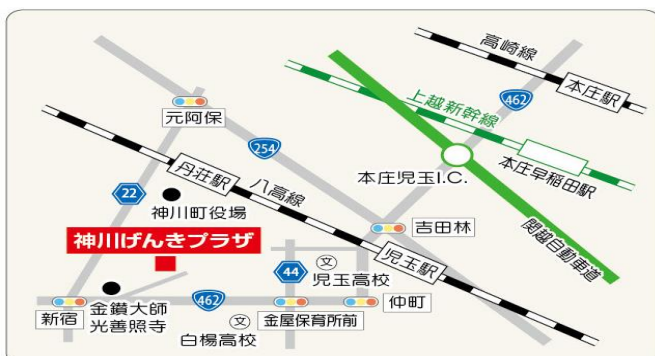 高崎線
本庄駅
上越新幹線
462
元阿保
本庄早稲田駅
254
本庄児玉I.C.
丹荘駅
八高線
22
神川町役場
関越自動車道
吉田林
神川げんきプラザ
児玉駅
文
児玉高校
44
金鑚大師
光善照寺
462
仲町
新宿
文
白楊高校
金屋保育所前